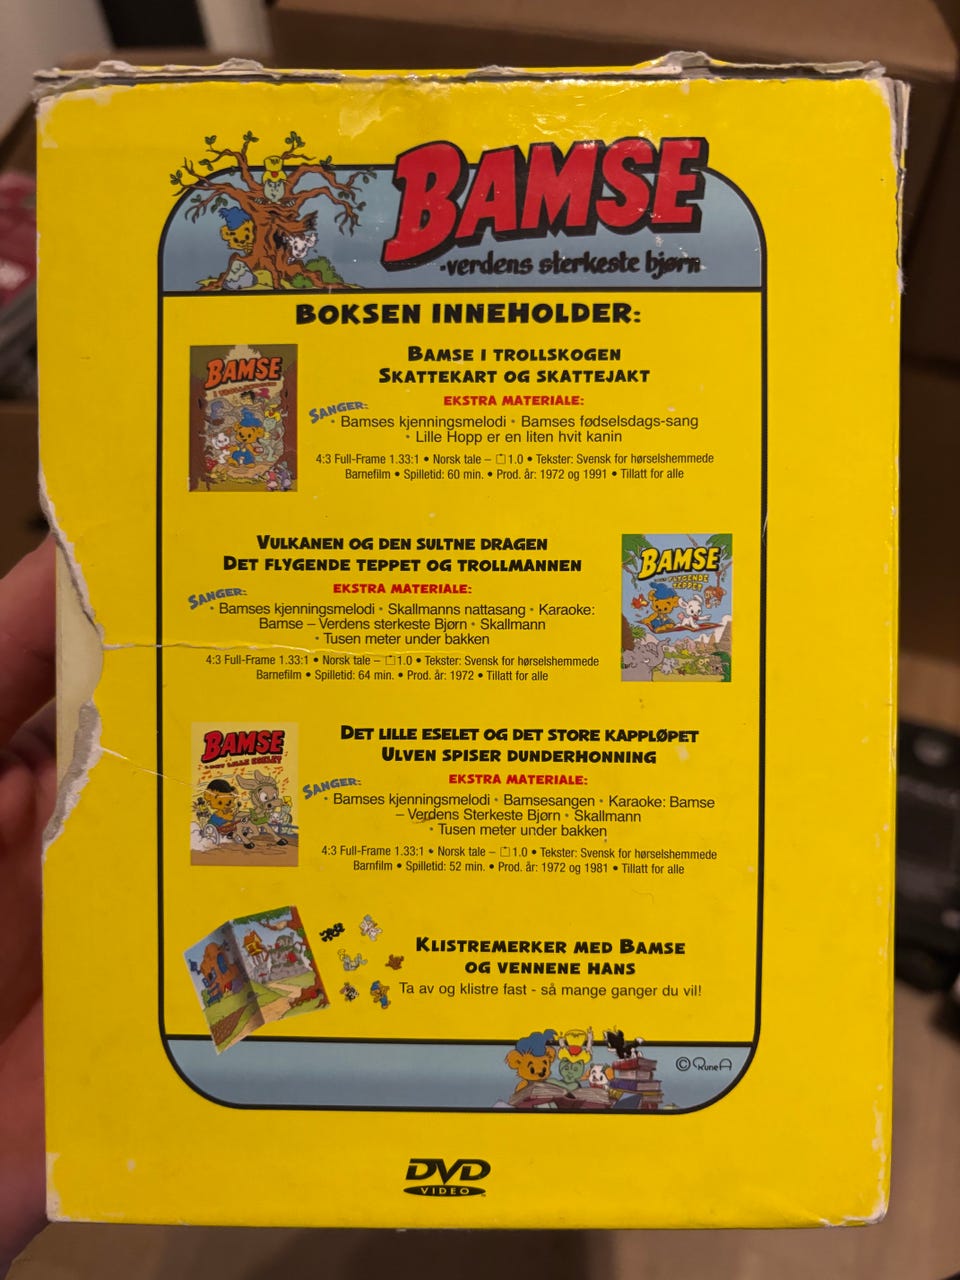 BAMSE
-verdens sterkeste bjørn
BOKSEN INNEHOLDER:
BAMSE
I TROLLSKOGEN
BAMSE I TROLLSKOGEN
SKATTEKART OG SKATTEJAKT
EKSTRA MATERIALE:
SANGER:
• Bamses kjenningsmelodi • Bamses fødselsdags-sang
• Lille Hopp er en liten hvit kanin
4:3 Full-Frame 1.33:1 • Norsk tale – 1.0 • Tekster: Svensk for hørselshemmede
Barnefilm • Spilletid: 60 min. • Prod. år: 1972 og 1991 • Tillatt for alle
VULKANEN OG DEN SULTNE DRAGEN
DET FLYGENDE TEPPET OG TROLLMANNEN
EKSTRA MATERIALE:
SANGER:
• Bamses kjenningsmelodi • Skallmanns nattasang • Karaoke:
Bamse – Verdens sterkeste Bjørn • Skallmann
• Tusen meter under bakken
4:3 Full-Frame 1.33:1 • Norsk tale – 1.0 • Tekster: Svensk for hørselshemmede
Barnefilm • Spilletid: 64 min. • Prod. år: 1972 • Tillatt for alle
BAMSE
FLYGENDE
TEPPET
BAMSE
I DET LILLE ESELET
DET LILLE ESELET OG DET STORE KAPPLØPET
ULVEN SPISER DUNDERHONNING
EKSTRA MATERIALE:
SANGER:
• Bamses kjenningsmelodi • Bamsesangen • Karaoke: Bamse
– Verdens Sterkeste Bjørn • Skallmann
• Tusen meter under bakken
4:3 Full-Frame 1.33:1 • Norsk tale – 1.0 • Tekster: Svensk for hørselshemmede
Barnfilm • Spilletid: 52 min. • Prod. år: 1972 og 1981 • Tillatt for alle
KLISTREMERKER MED BAMSE
OG VENNENE HANS
Ta av og klistre fast - så mange ganger du vil!
© Rune A
DVD
VIDEO